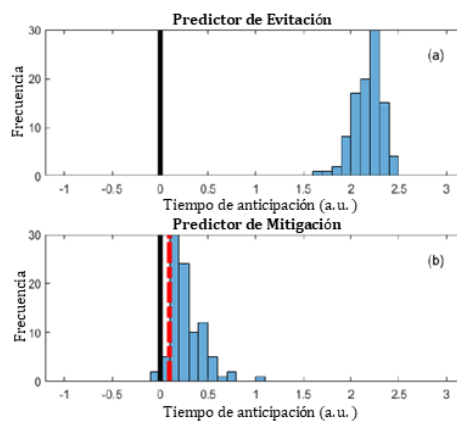 Predictor de Evitación
30
(a)
20
Frecuencia
10
0
-1 -0.5 0 0.5 1 1.5 2 2.5 3
Tiempo de anticipación (a.u. )
Predictor de Mitigación
30
(b)
20
Frecuencia
10
0
-1 -0.5 0 0.5 1 1.5 2 2.5 3
Tiempo de anticipación (a.u. )